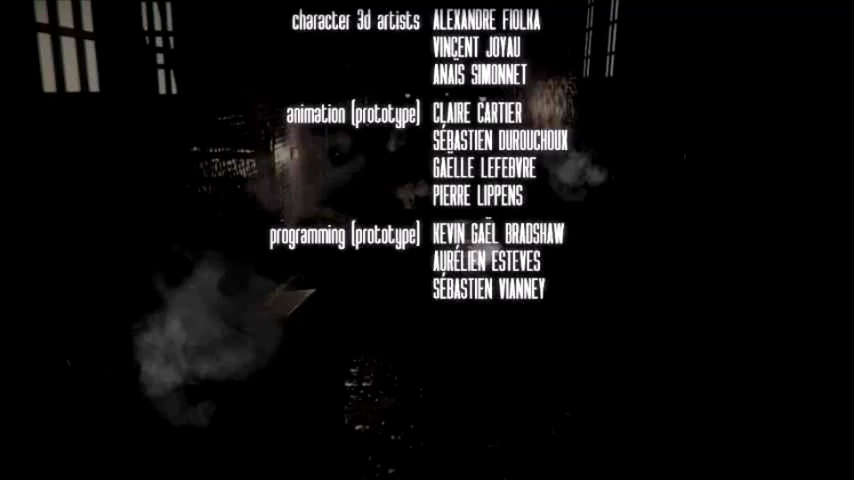 character 3d artists ALEXANDRE FIOLKA
VINCENT JOYAU
ANAÏS SIMONNET
animation (prototype) CLAIRE CARTIER
SÉBASTIEN DUROUCHOUX
GAËLLE LEFEBVRE
PIERRE LIPPENS
programming (prototype) KEVIN GAËL BRADSHAW
AURÉLIEN ESTEVES
SÉBASTIEN VIANNEY